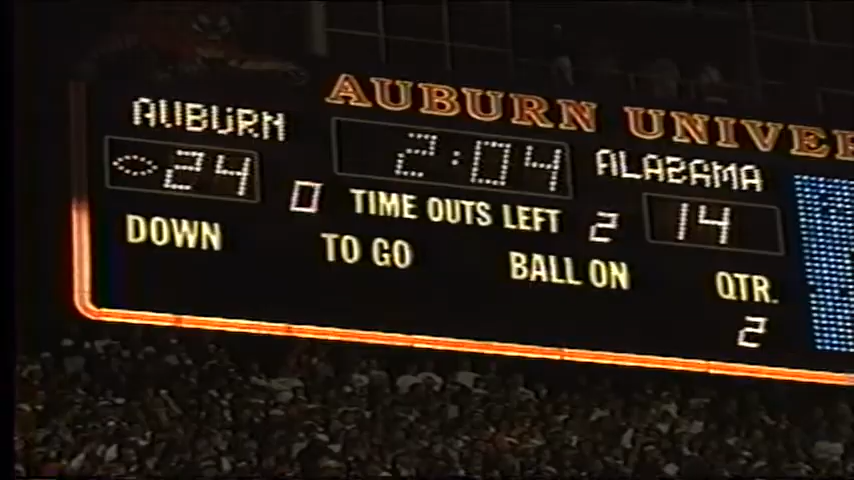 AUBURN UNIVE
AUBURN 2:04 ALABAMA
24 0 TIME OUTS LEFT 2 14
DOWN TO GO BALL ON QTR.
2